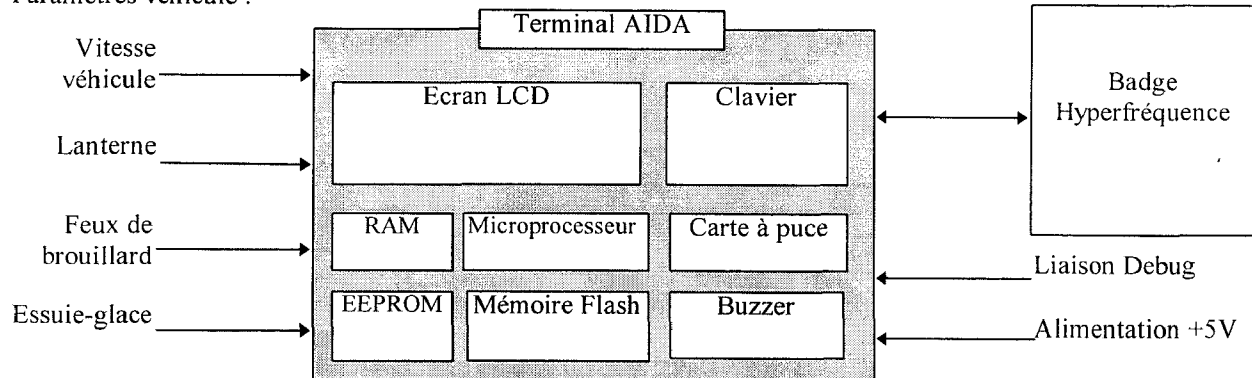 Paramètres véhicule :
Terminal AIDA
Vitesse
véhicule
Ecran LCD
Clavier
Badge
Hyperfréquence
Lanterne
Feux de
brouillard
RAM
Microprocesseur
Carte à puce
Liaison Debug
Essuie-glace
EEPROM
Mémoire Flash
Buzzer
Alimentation +5V